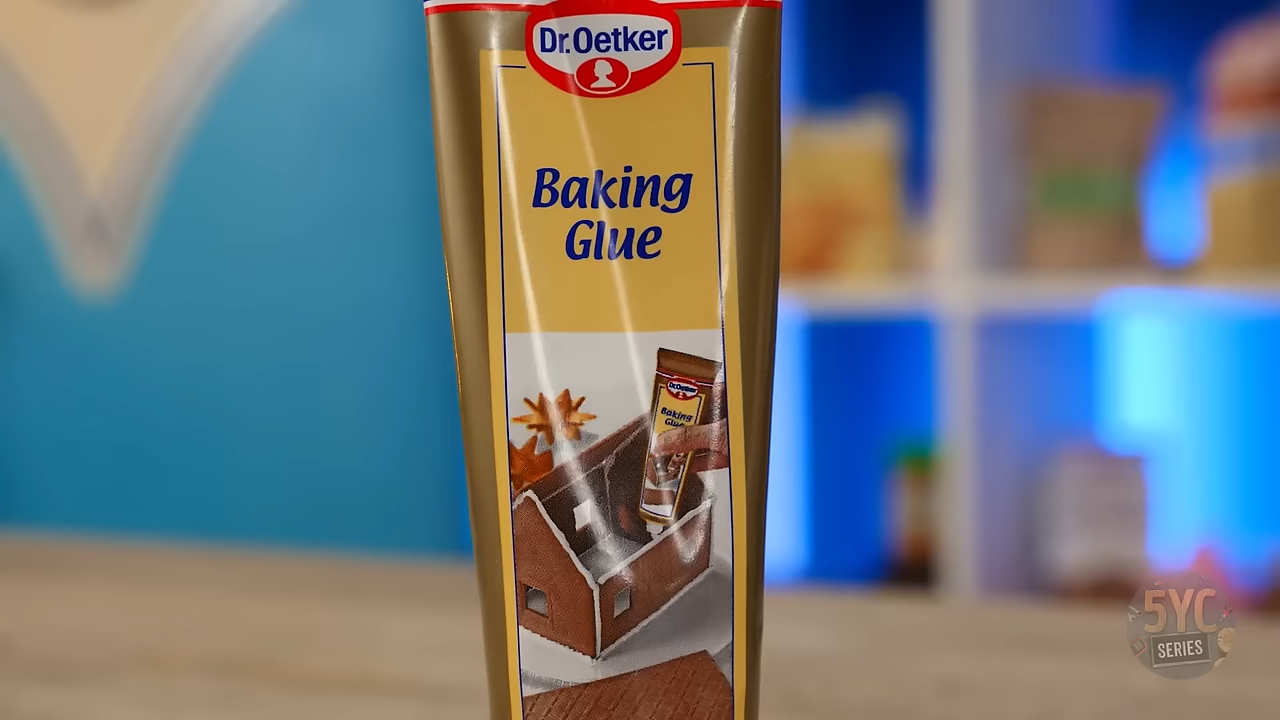 Dr.Oetker
Baking
Glue
Dr.Oetker
Baking
Glue
5YC
SERIES